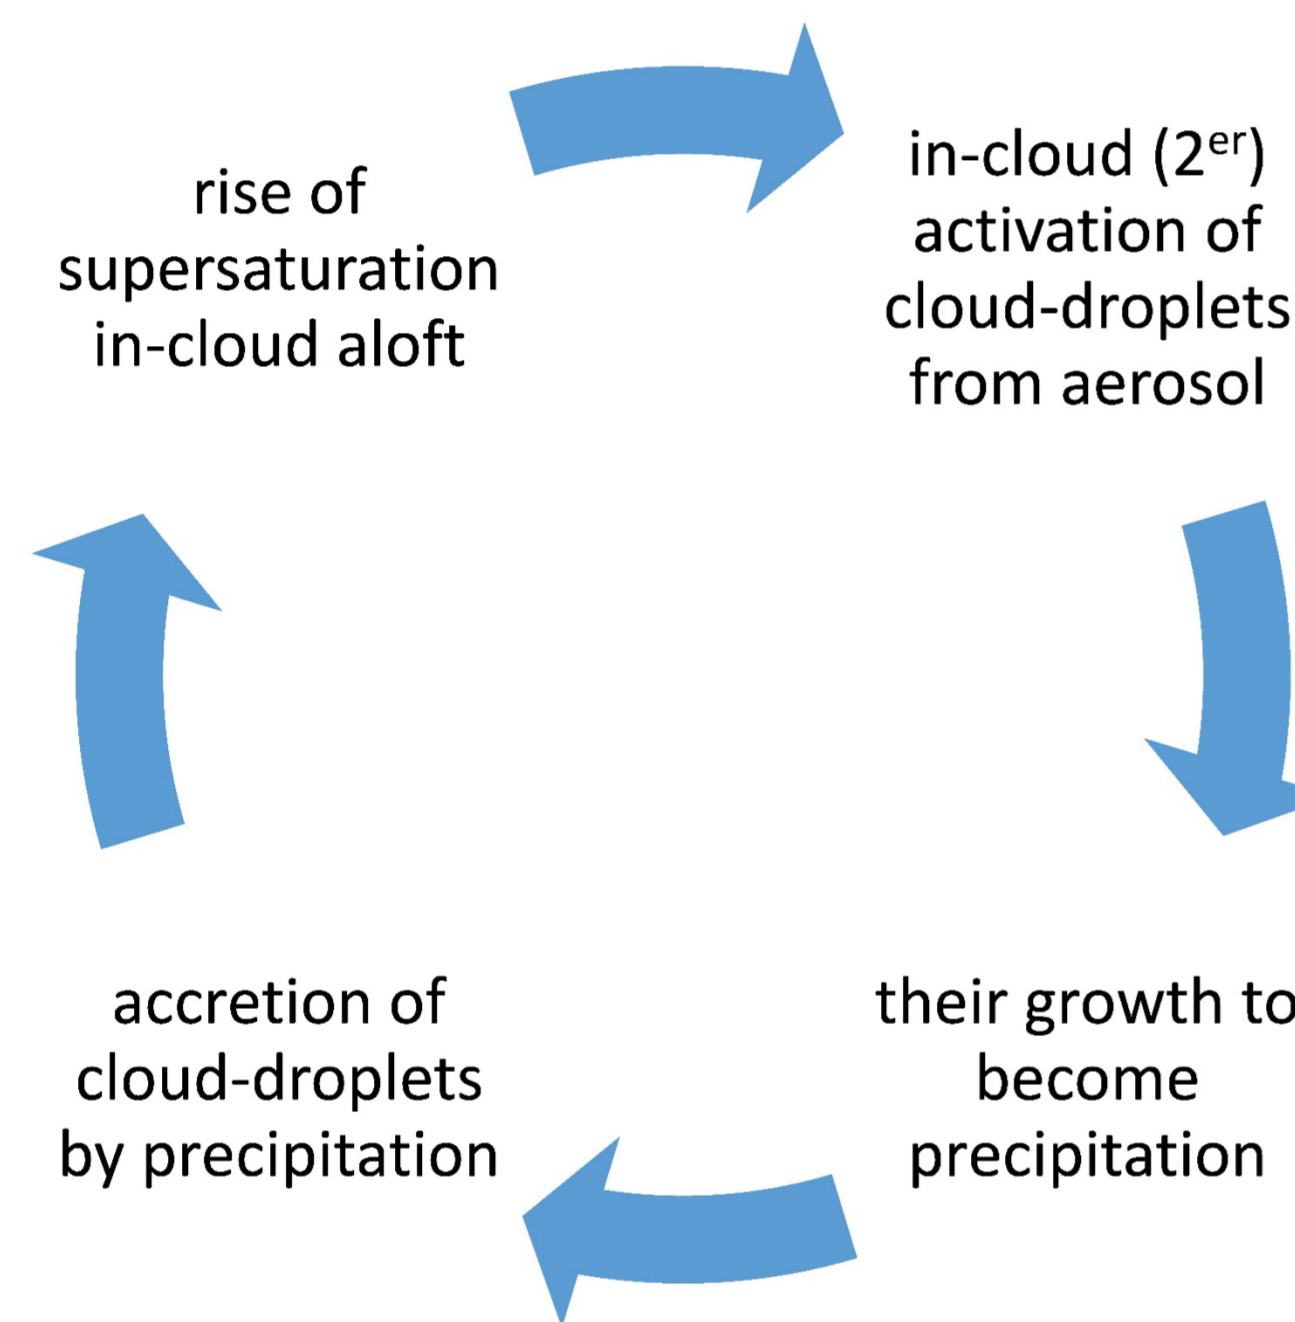 rise of
supersaturation
in-cloud aloft
in-cloud (2ᵉʳ)
activation of
cloud-droplets
from aerosol
their growth to
become
precipitation
accretion of
cloud-droplets
by precipitation